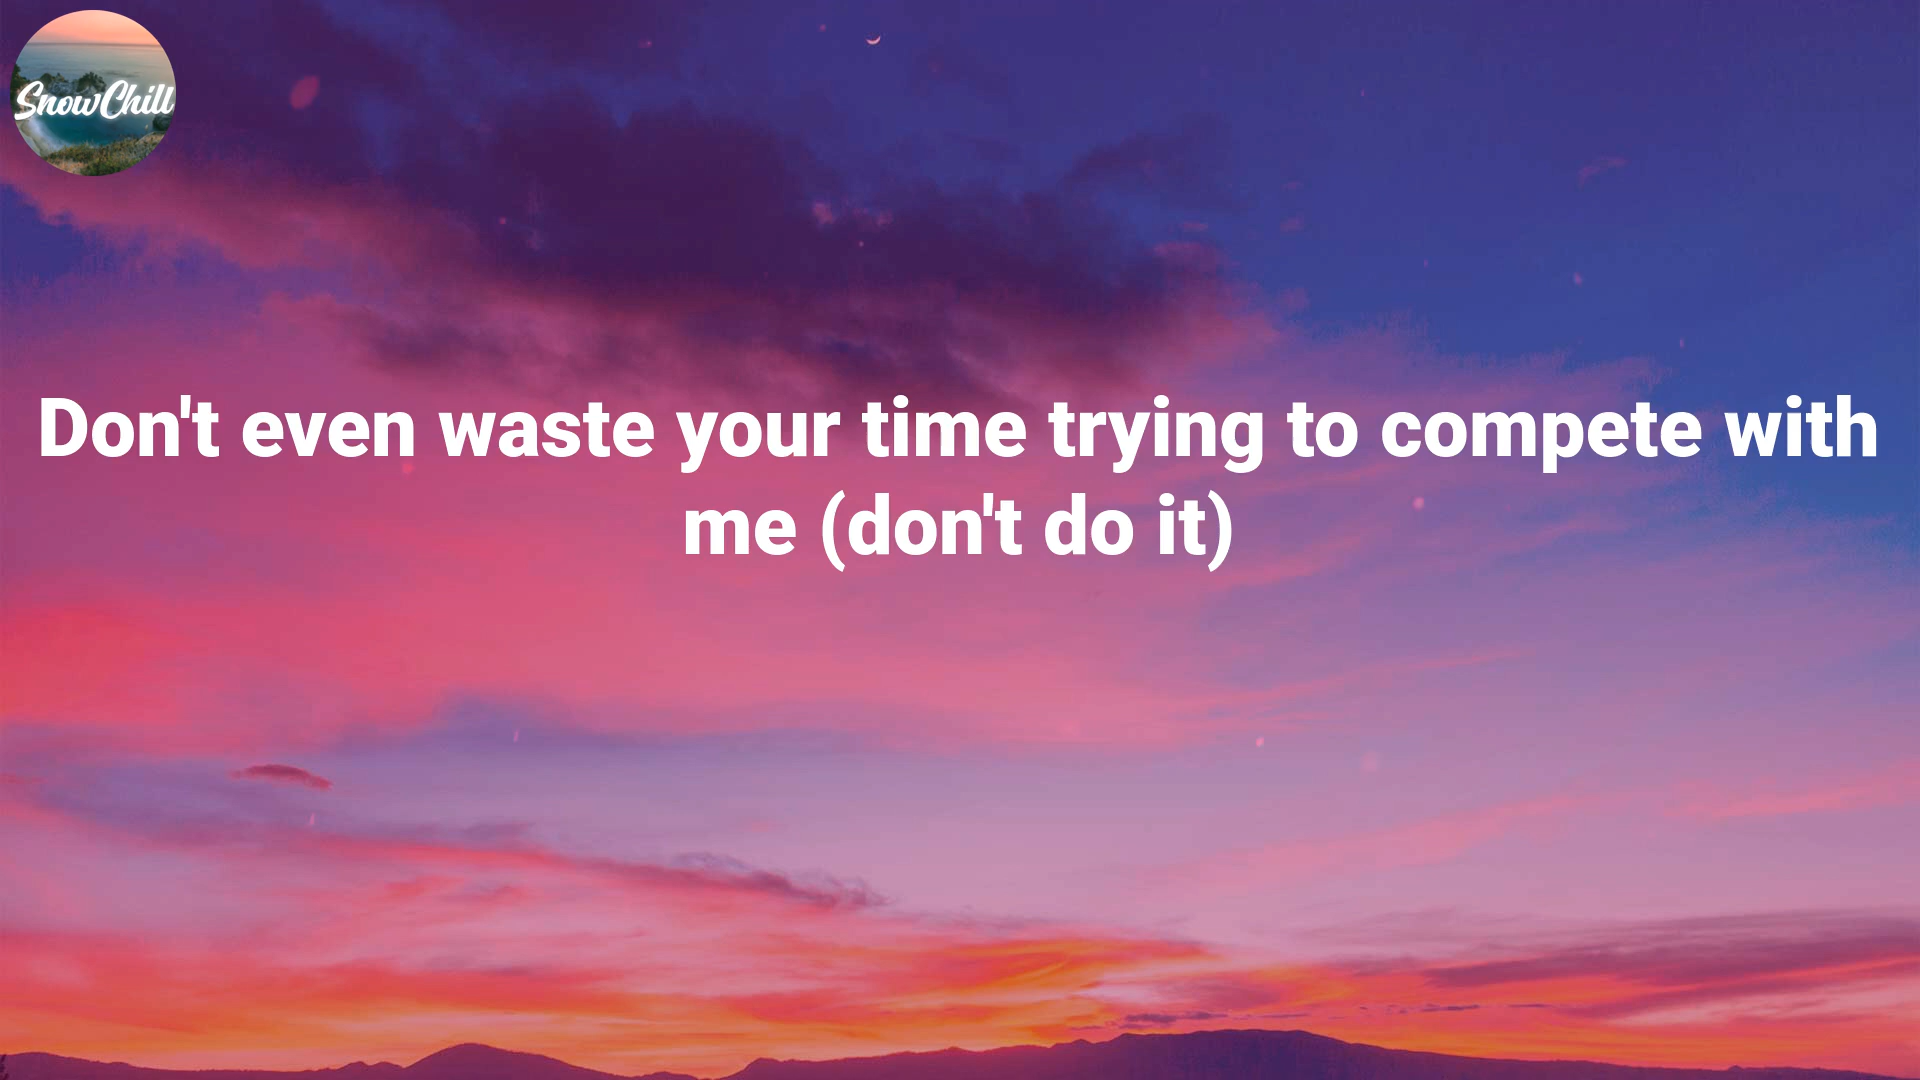 SnowChill
Don't even waste your time trying to compete with
me (don't do it)